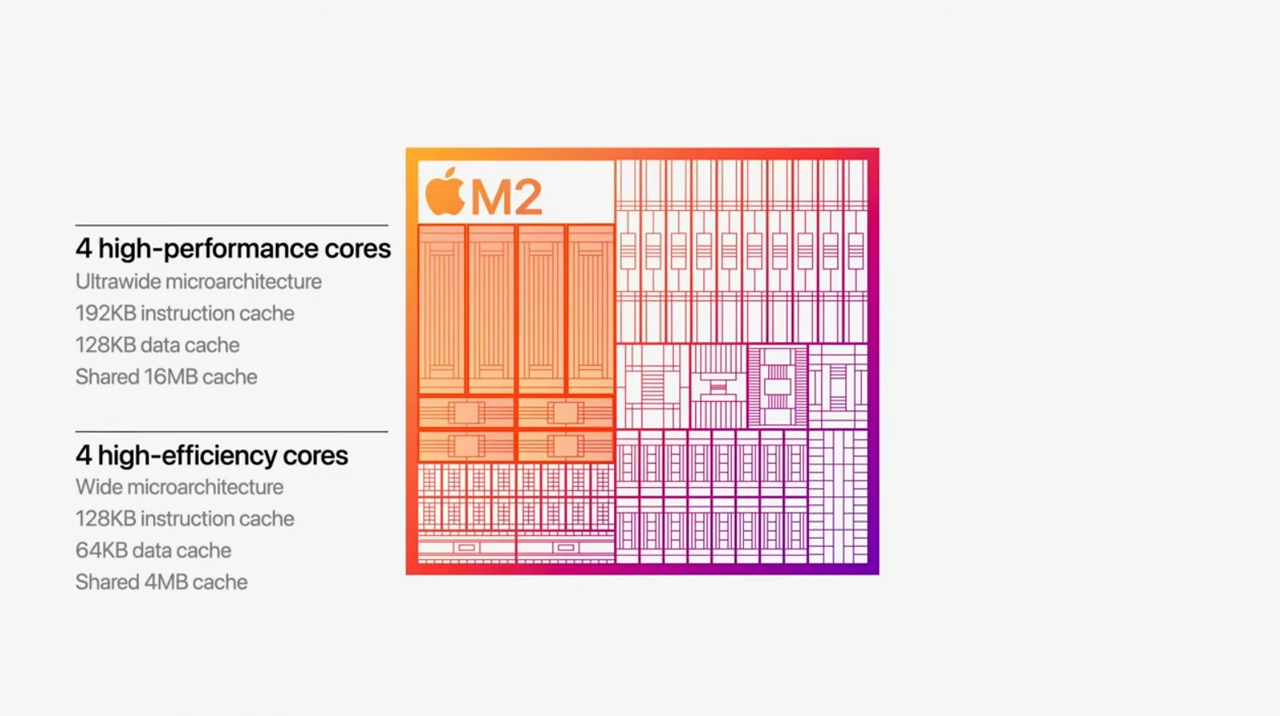 M2
4 high-performance cores
Ultrawide microarchitecture
192KB instruction cache
128KB data cache
Shared 16MB cache
4 high-efficiency cores
Wide microarchitecture
128KB instruction cache
64KB data cache
Shared 4MB cache